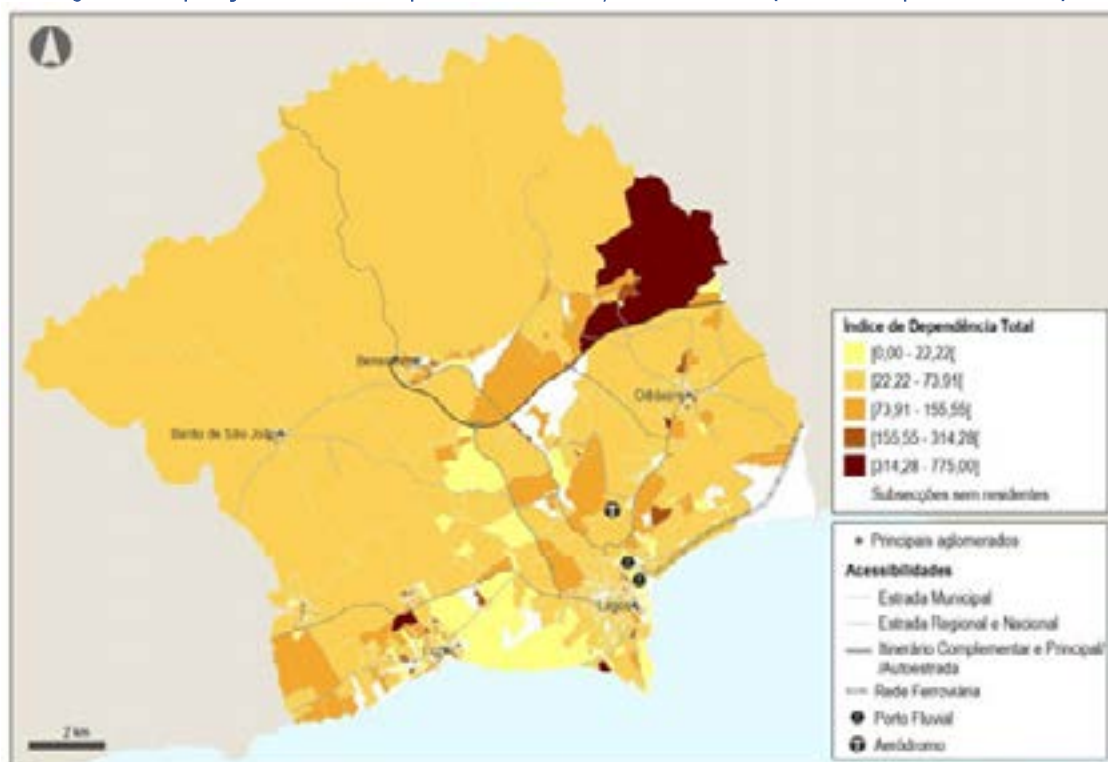 Bensafrim
Odiáxere
Barão de São João
Lagos
Luz
2 km
Índice de Dependência Total
[0,00 - 22,22[
[22,22 - 73,91[
[73,91 - 155,55[
[155,55 - 314,28[
[314,28 - 775,00]
Subsecções sem residentes
Principais aglomerados
Acessibilidades
Estrada Municipal
Estrada Regional e Nacional
Itinerário Complementar e Principal/
/Autoestrada
Rede Ferroviária
Porto Fluvial
Aeródromo